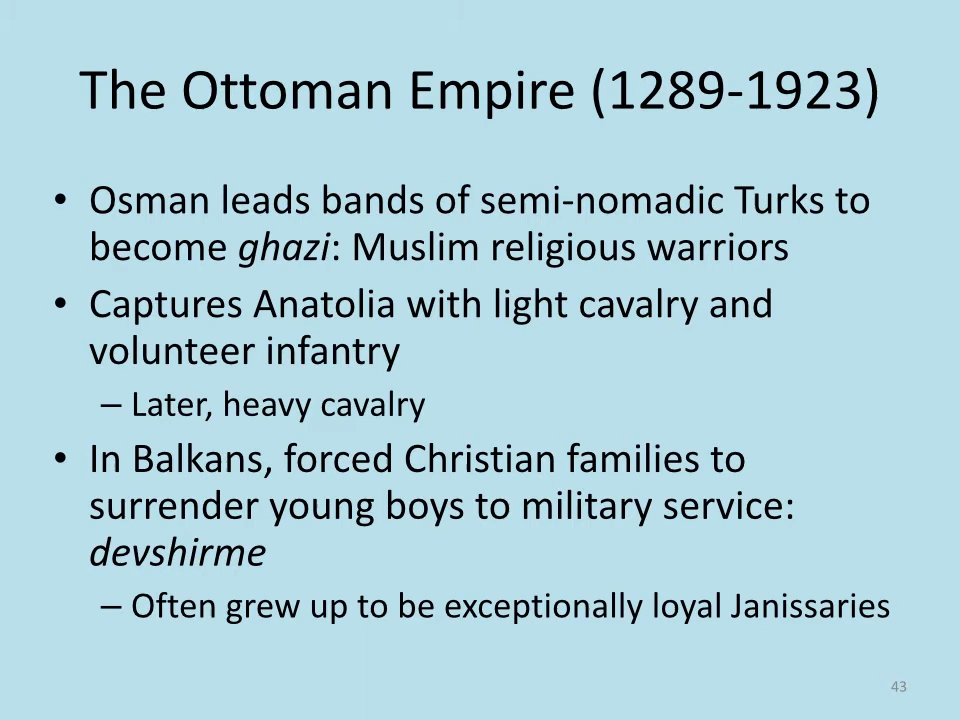 The Ottoman Empire (1289-1923)
• Osman leads bands of semi-nomadic Turks to
become ghazi: Muslim religious warriors
• Captures Anatolia with light cavalry and
volunteer infantry
– Later, heavy cavalry
• In Balkans, forced Christian families to
surrender young boys to military service:
devshirme
– Often grew up to be exceptionally loyal Janissaries
43